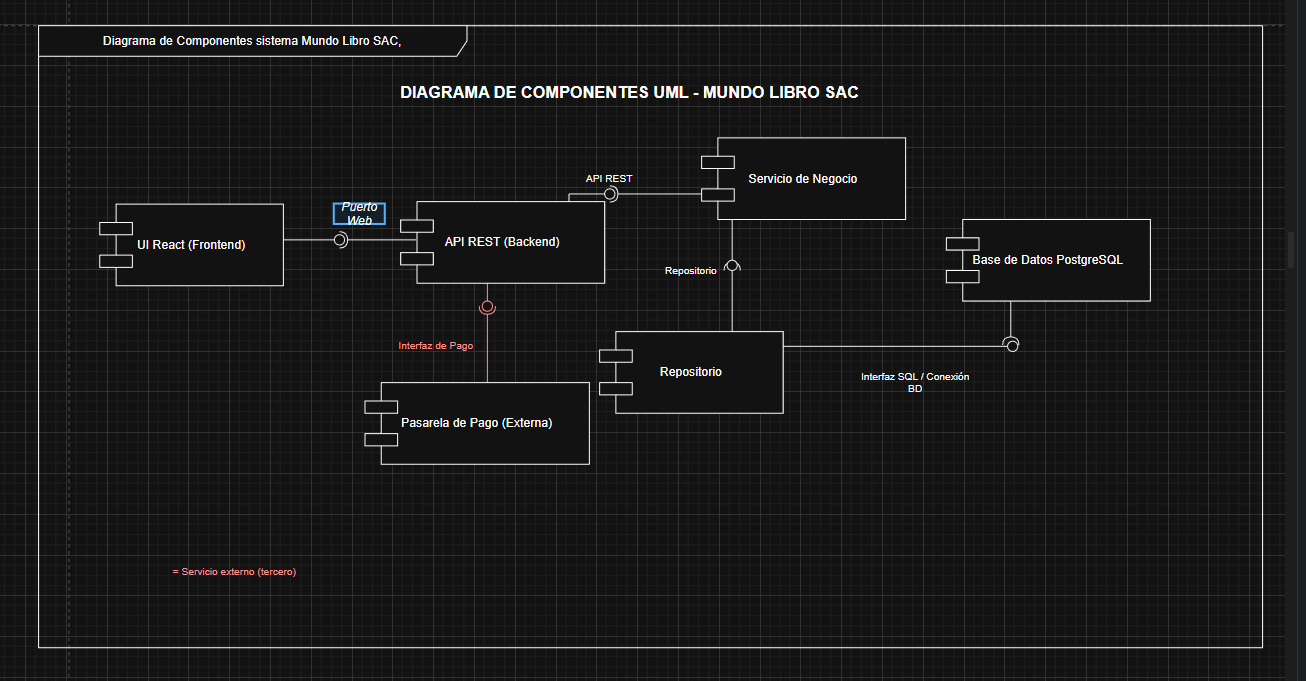 Diagrama de Componentes sistema Mundo Libro SAC,
DIAGRAMA DE COMPONENTES UML - MUNDO LIBRO SAC
API REST
Servicio de Negocio
Puerto
Web
UI React (Frontend)
API REST (Backend)
Repositorio
Base de Datos PostgreSQL
Interfaz de Pago
Repositorio
Interfaz SQL / Conexión
BD
Pasarela de Pago (Externa)
= Servicio externo (tercero)